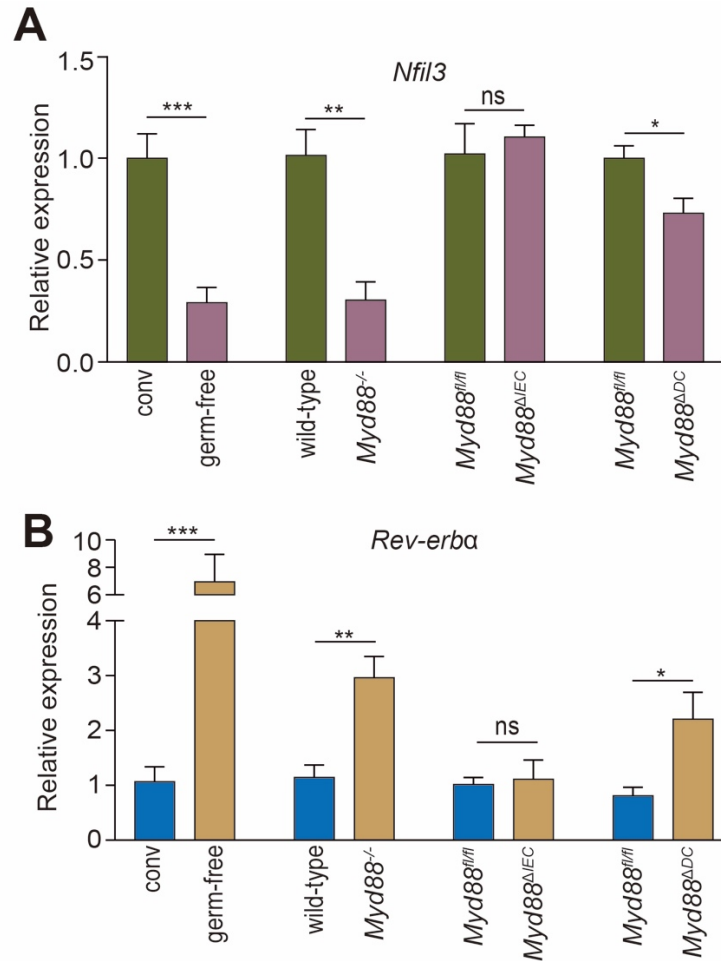 A
Nfil3
Relative expression
1.5
1.0
0.5
0.0
***
**
ns
*
conv
germ-free
wild-type
Myd88-/-
Myd88fl/fl
Myd88ΔIEC
Myd88fl/fl
Myd88ΔDC
B
Rev-erbα
Relative expression
10
8
6
4
3
2
1
0
***
**
ns
*
conv
germ-free
wild-type
Myd88-/-
Myd88fl/fl
Myd88ΔIEC
Myd88fl/fl
Myd88ΔDC